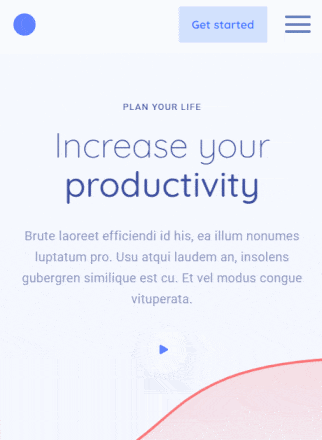 Get started
PLAN YOUR LIFE
Increase your
productivity
Brute laoreet efficiendi id his, ea illum nonumes
luptatum pro. Usu atqui laudem an, insolens
gubergren similique est cu. Et vel modus congue
vituperata.